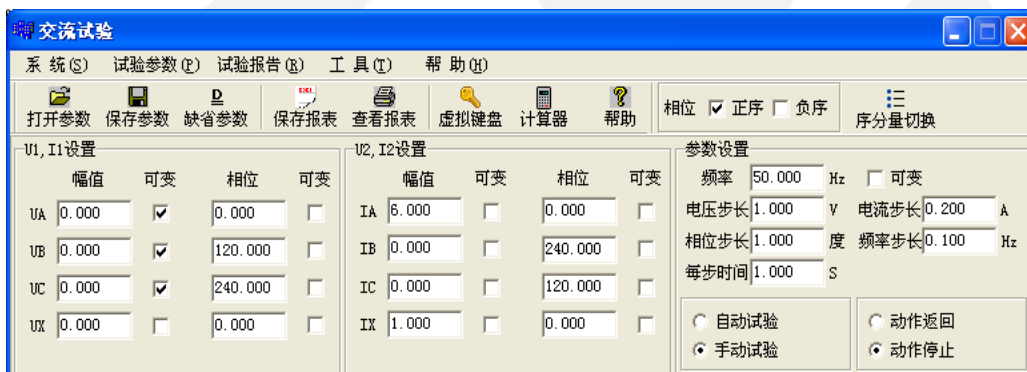 交流试验
系 统(S) 试验参数(P) 试验报告(R) 工 具(T) 帮 助(H)
打开参数 保存参数 D 缺省参数 保存报表 查看报表 虚拟键盘 计算器 帮助 相位 正序 负序 序分量切换
U1,I1设置 U2,I2设置 参数设置
幅值 可变 相位 可变 幅值 可变 相位 可变 频率 50.000 Hz 可变
UA 0.000 0.000 IA 6.000 0.000 电压步长 1.000 V 电流步长 0.200 A
UB 0.000 120.000 IB 0.000 240.000 相位步长 1.000 度 频率步长 0.100 Hz
每步时间 1.000 S
UC 0.000 240.000 IC 0.000 120.000
UX 0.000 0.000 IX 1.000 0.000 自动试验 动作返回
手动试验 动作停止